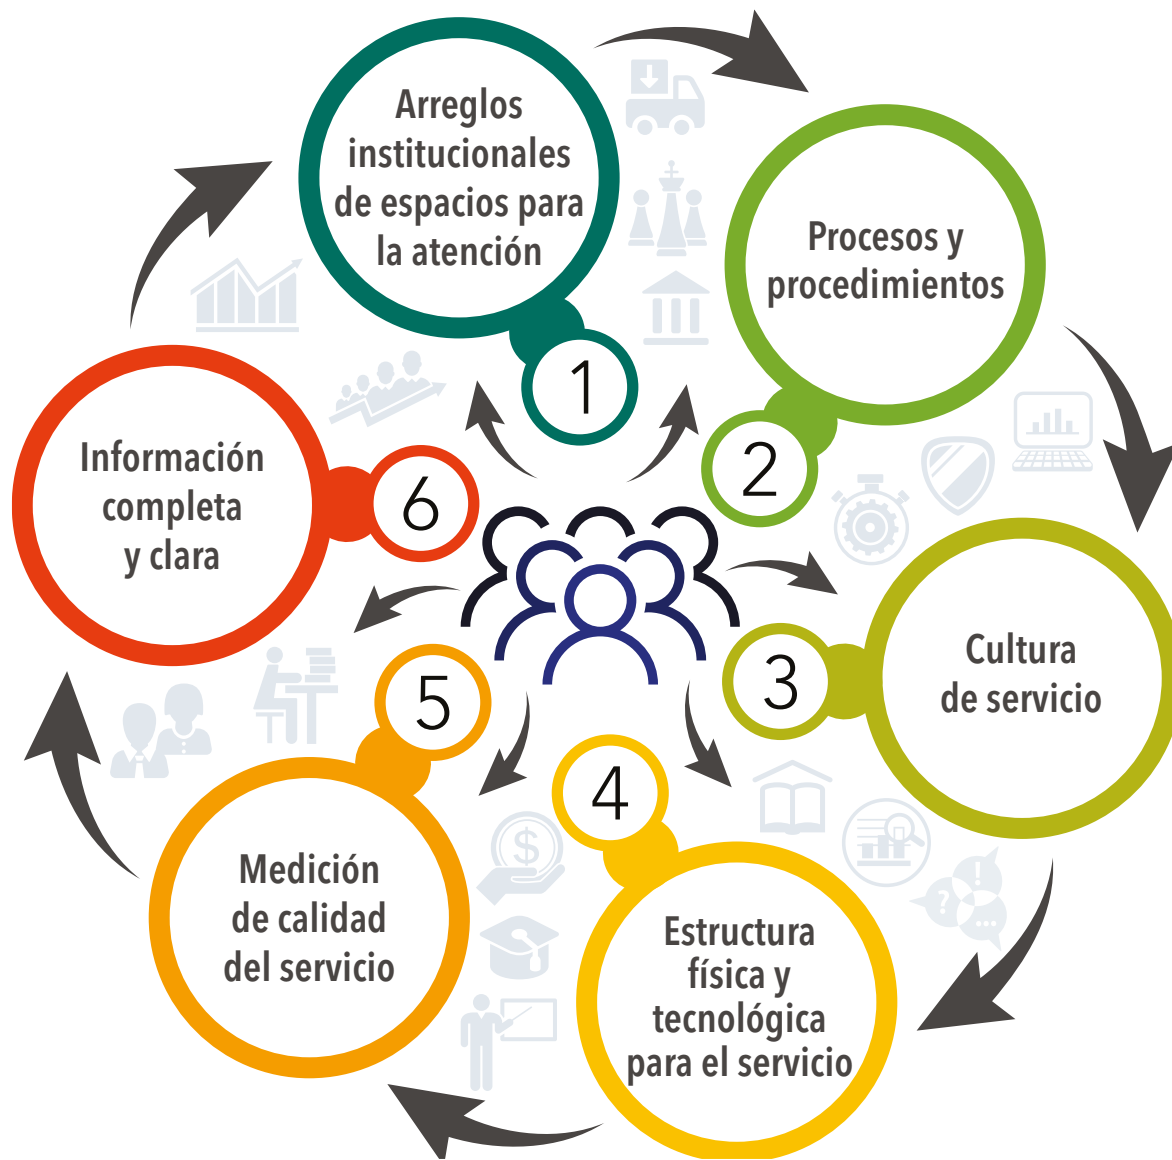 Arreglos
institucionales
de espacios para
la atención
1
Procesos y
procedimientos
2
Cultura
de servicio
3
Estructura
física y
tecnológica
para el servicio
4
Medición
de calidad
del servicio
5
Información
completa
y clara
6
$
?
!
...